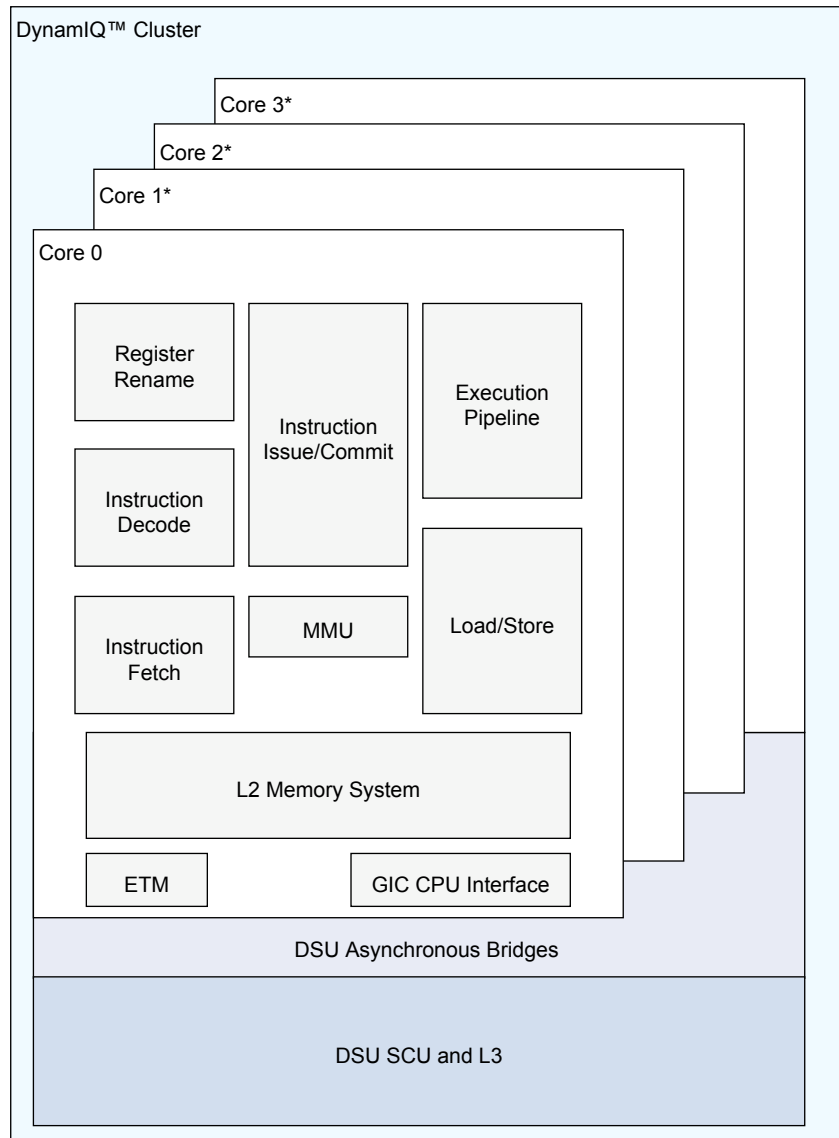 DynamIQ™ Cluster
Core 3*
Core 2*
Core 1*
Core 0
Register
Rename
Instruction
Issue/Commit
Execution
Pipeline
Instruction
Decode
Instruction
Fetch
MMU
Load/Store
L2 Memory System
ETM
GIC CPU Interface
DSU Asynchronous Bridges
DSU SCU and L3